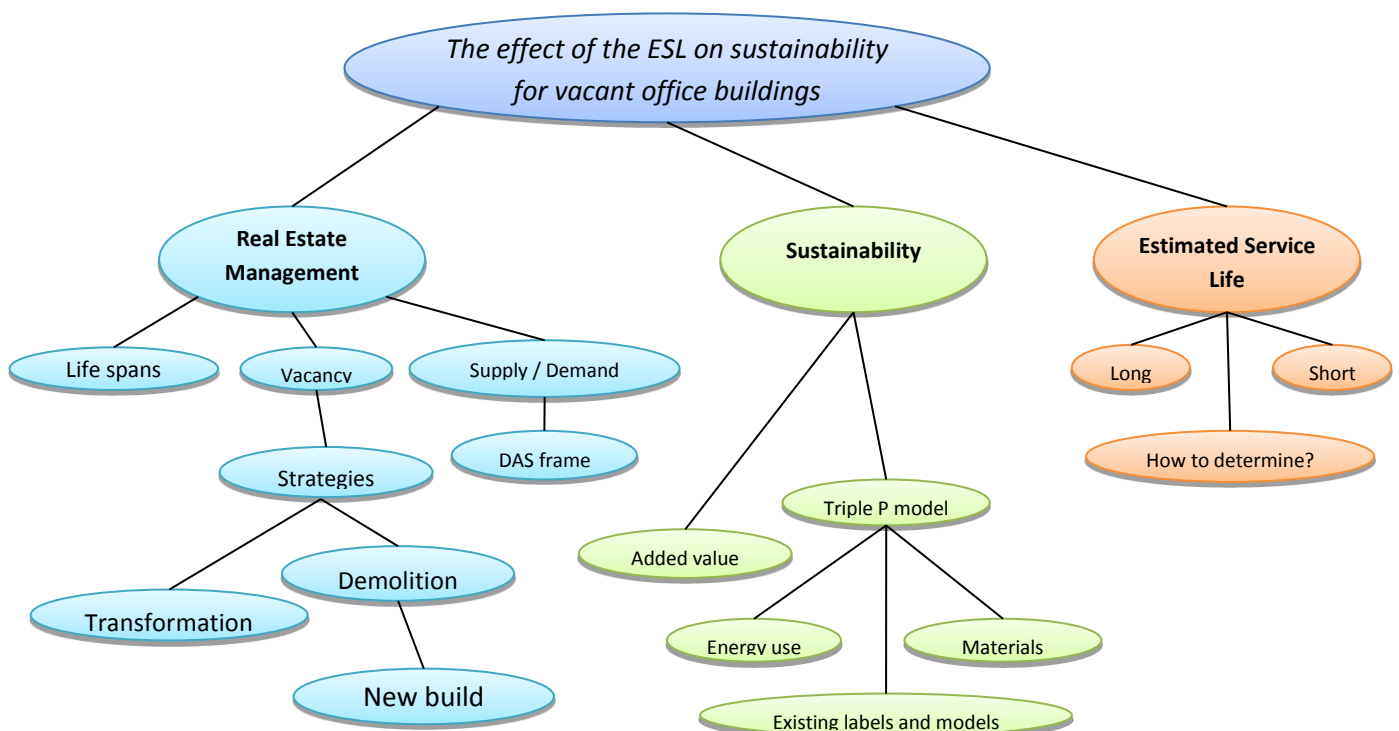 The effect of the ESL on sustainability
for vacant office buildings
Real Estate
Management
Sustainability
Estimated Service
Life
Life spans
Vacancy
Supply / Demand
Long
Short
DAS frame
How to determine?
Strategies
Triple P model
Added value
Demolition
Transformation
Energy use
Materials
New build
Existing labels and models